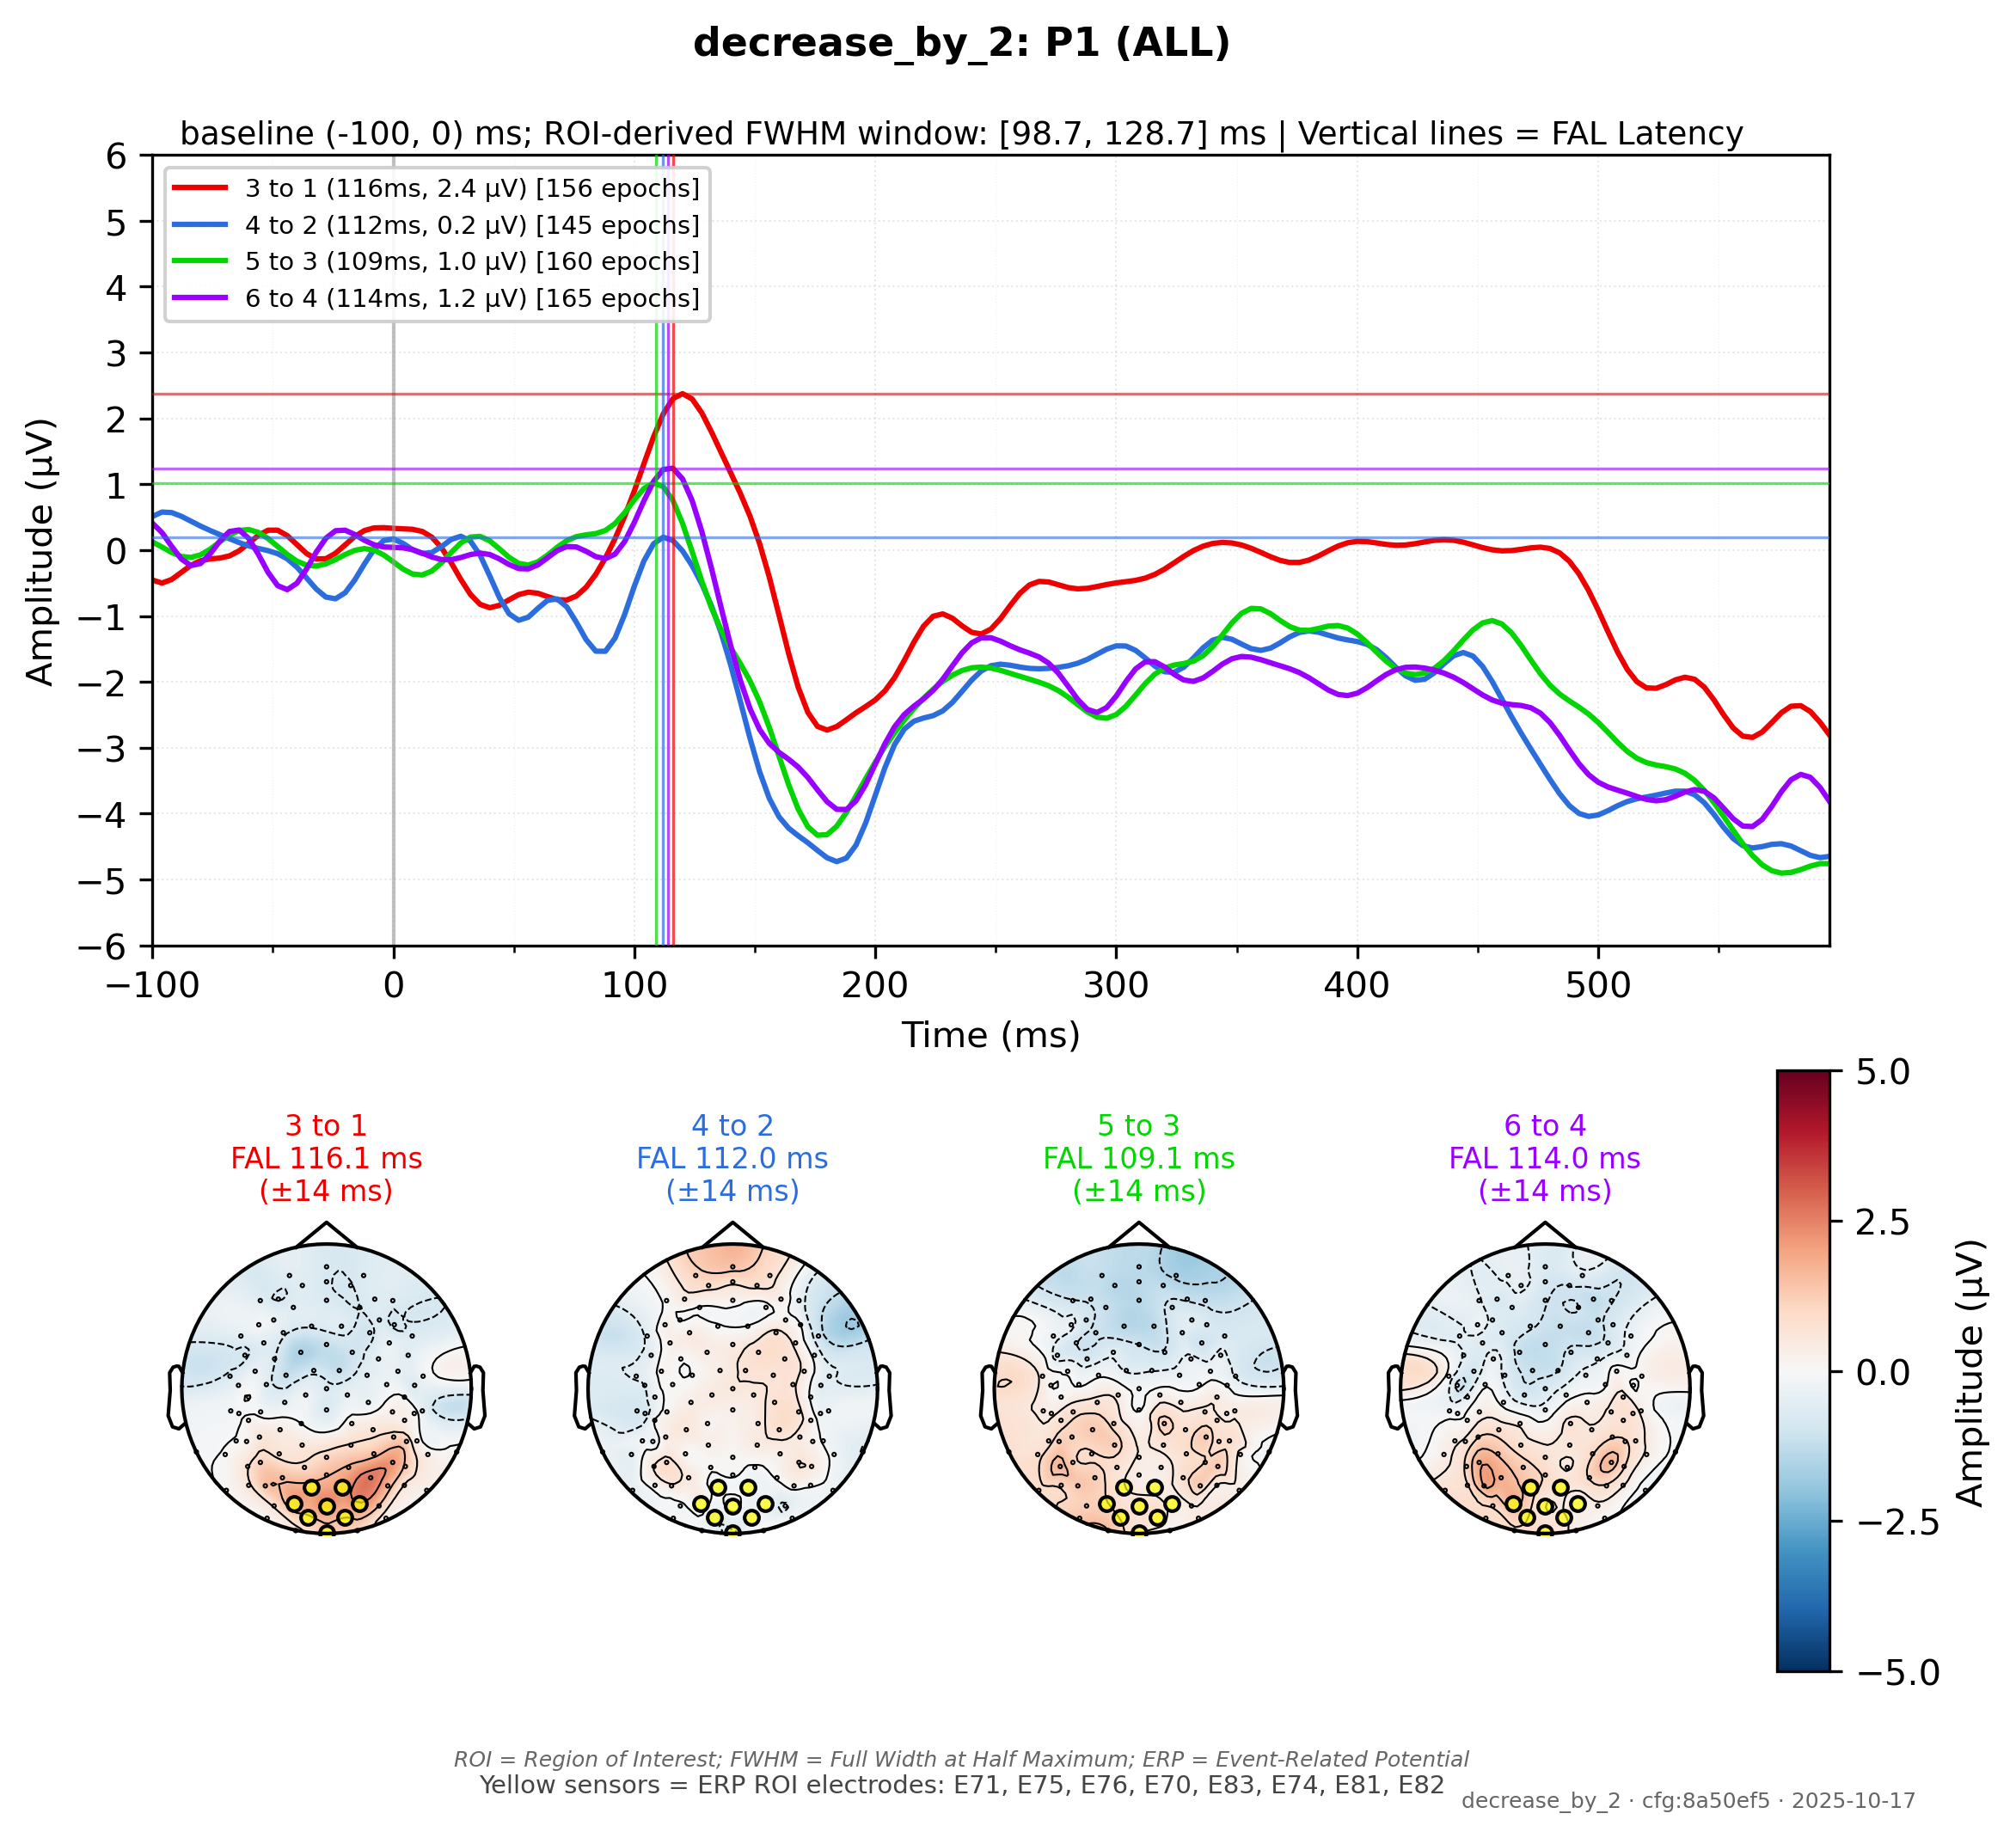 decrease_by_2: P1 (ALL)
baseline (-100, 0) ms; ROI-derived FWHM window: [98.7, 128.7] ms | Vertical lines = FAL Latency
3 to 1 (116ms, 2.4 µV) [156 epochs]
4 to 2 (112ms, 0.2 µV) [145 epochs]
5 to 3 (109ms, 1.0 µV) [160 epochs]
6 to 4 (114ms, 1.2 µV) [165 epochs]
Amplitude (µV)
6
5
4
3
2
1
0
−1
−2
−3
−4
−5
−6
−100 0 100 200 300 400 500
Time (ms)
3 to 1
FAL 116.1 ms
(±14 ms)
4 to 2
FAL 112.0 ms
(±14 ms)
5 to 3
FAL 109.1 ms
(±14 ms)
6 to 4
FAL 114.0 ms
(±14 ms)
5.0
2.5
0.0
−2.5
−5.0
Amplitude (µV)
ROI = Region of Interest; FWHM = Full Width at Half Maximum; ERP = Event-Related Potential
Yellow sensors = ERP ROI electrodes: E71, E75, E76, E70, E83, E74, E81, E82
decrease_by_2 · cfg:8a50ef5 · 2025-10-17